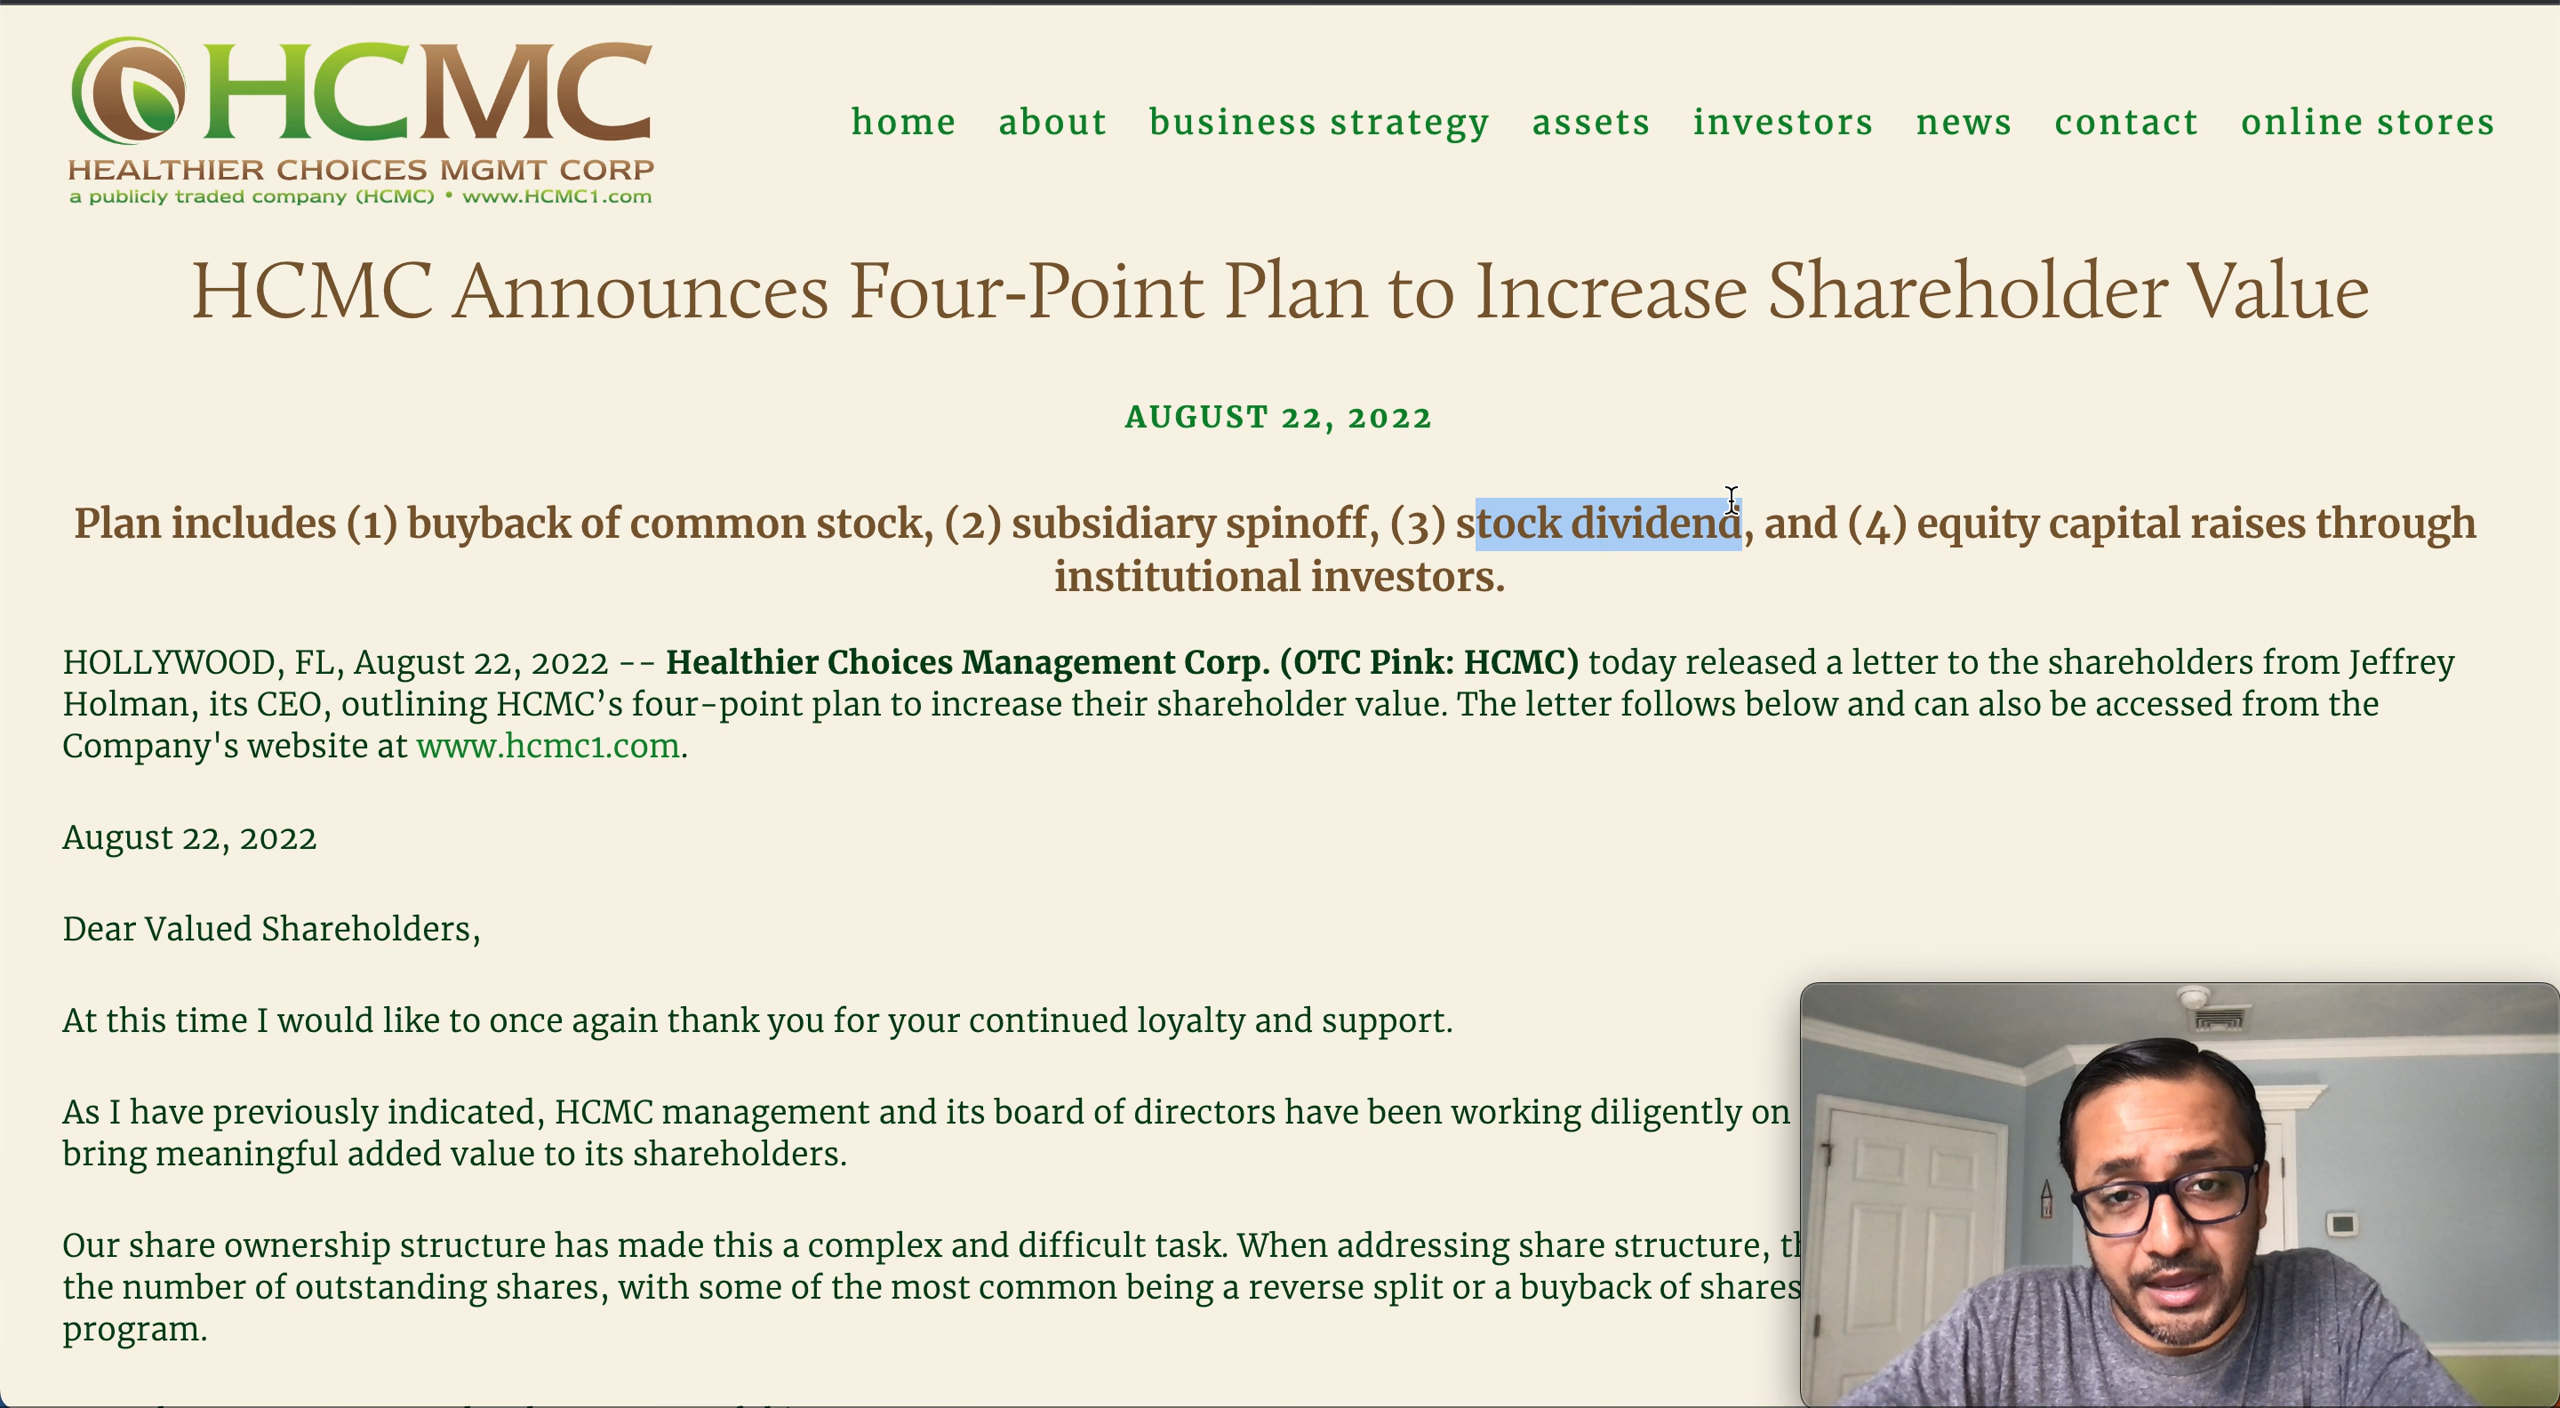 HCMC
HEALTHIER CHOICES MGMT CORP
a publicly traded company (HCMC) • www.HCMC1.com
home about business strategy assets investors news contact online stores
HCMC Announces Four-Point Plan to Increase Shareholder Value
AUGUST 22, 2022
Plan includes (1) buyback of common stock, (2) subsidiary spinoff, (3) stock dividend, and (4) equity capital raises through
institutional investors.
HOLLYWOOD, FL, August 22, 2022 -- Healthier Choices Management Corp. (OTC Pink: HCMC) today released a letter to the shareholders from Jeffrey
Holman, its CEO, outlining HCMC’s four-point plan to increase their shareholder value. The letter follows below and can also be accessed from the
Company's website at www.hcmc1.com.
August 22, 2022
Dear Valued Shareholders,
At this time I would like to once again thank you for your continued loyalty and support.
As I have previously indicated, HCMC management and its board of directors have been working diligently on
bring meaningful added value to its shareholders.
Our share ownership structure has made this a complex and difficult task. When addressing share structure,
the number of outstanding shares, with some of the most common being a reverse split or a buyback of shares
program.